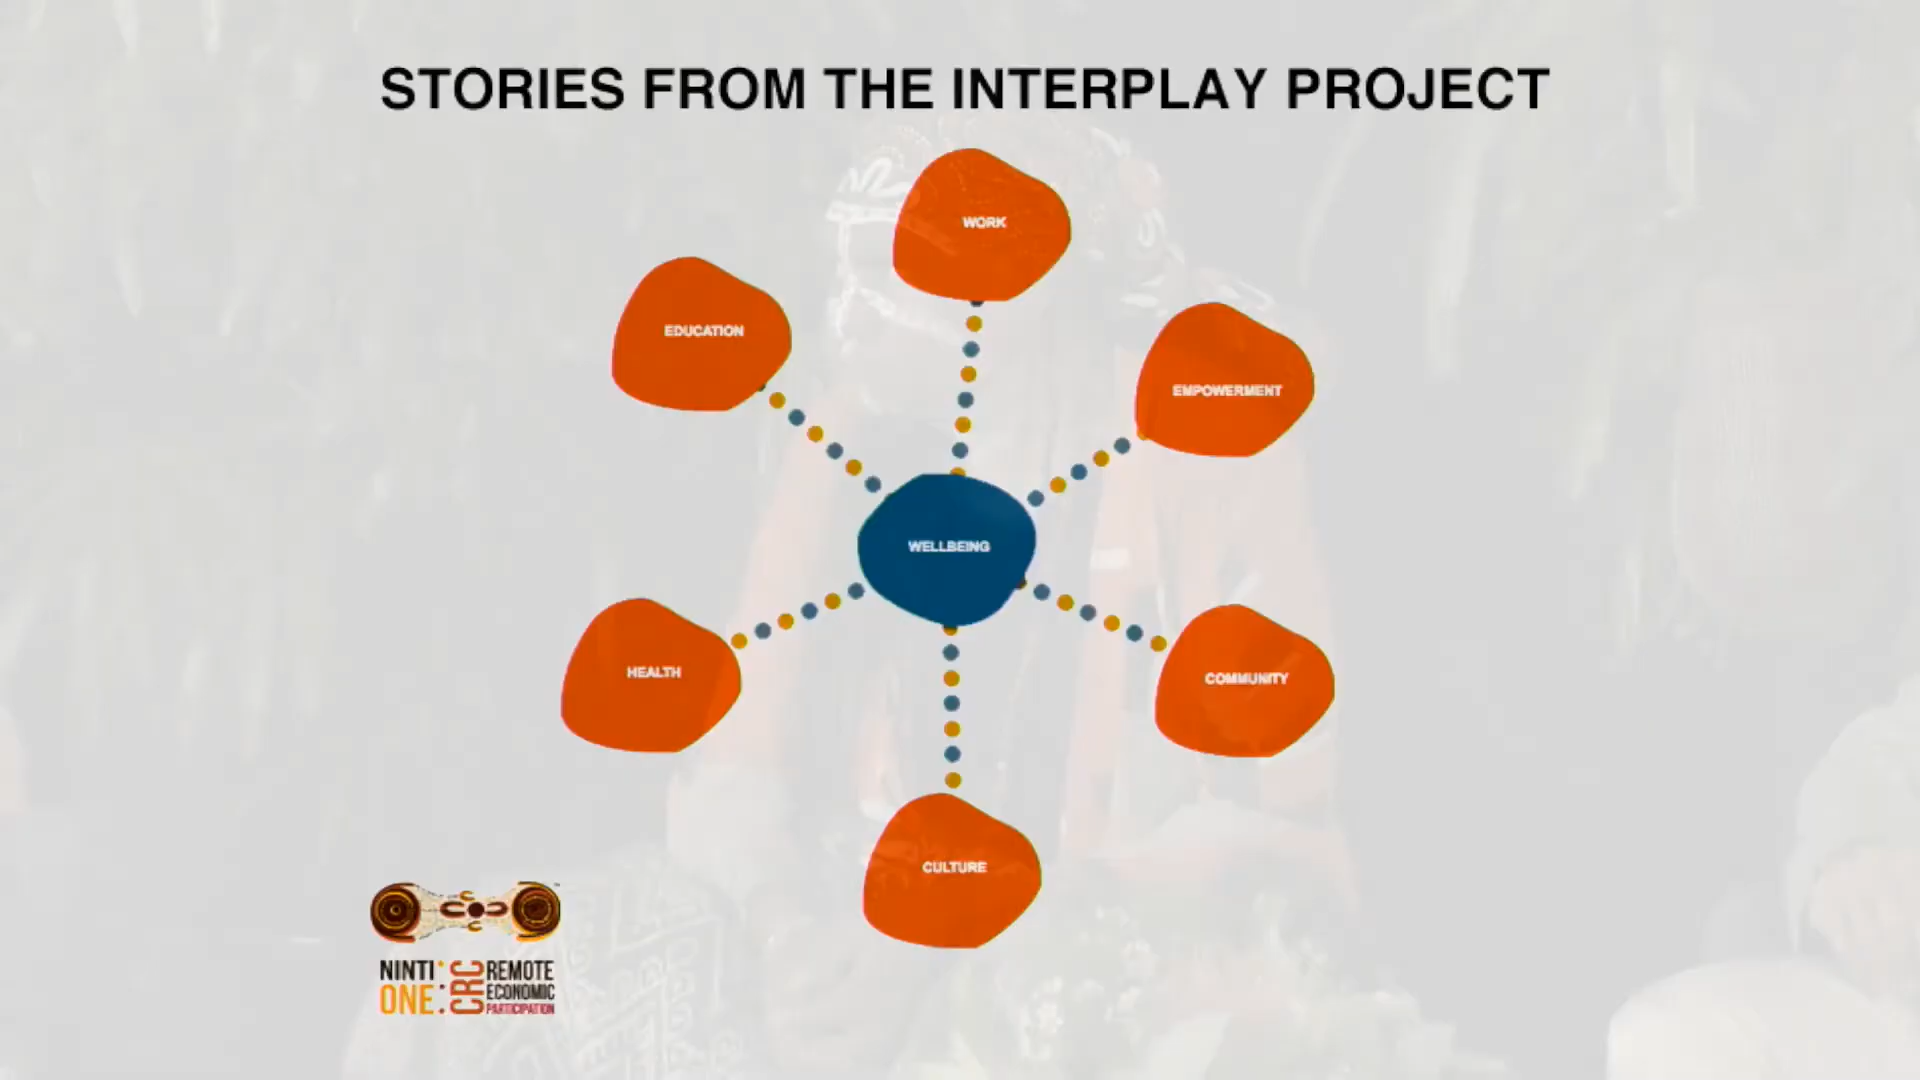 STORIES FROM THE INTERPLAY PROJECT
WORK
EDUCATION
EMPOWERMENT
WELLBEING
HEALTH
COMMUNITY
CULTURE
NINTI
ONE
CRC
REMOTE
ECONOMIC
PARTICIPATION